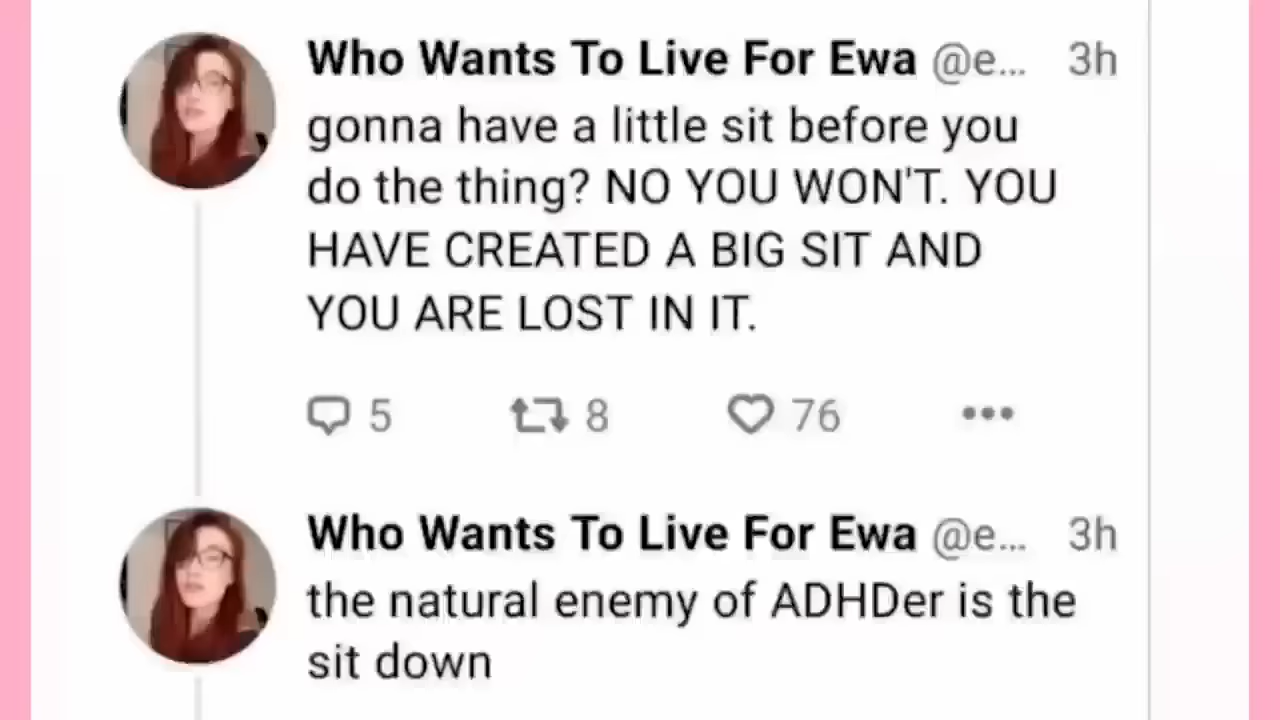 Who Wants To Live For Ewa @e... 3h
gonna have a little sit before you
do the thing? NO YOU WON'T. YOU
HAVE CREATED A BIG SIT AND
YOU ARE LOST IN IT.
5 8 76
Who Wants To Live For Ewa @e... 3h
the natural enemy of ADHDer is the
sit down